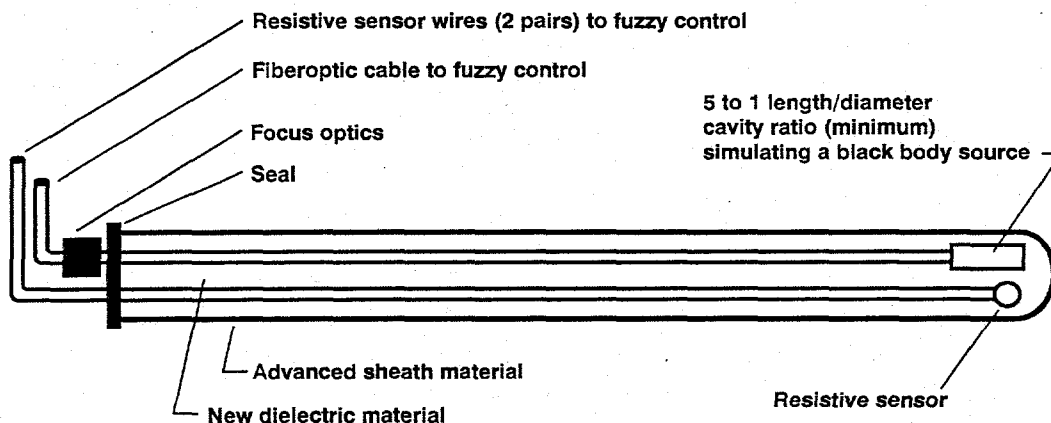 Resistive sensor wires (2 pairs) to fuzzy control
Fiberoptic cable to fuzzy control
Focus optics
Seal
5 to 1 length/diameter
cavity ratio (minimum)
simulating a black body source
Advanced sheath material
New dielectric material
Resistive sensor